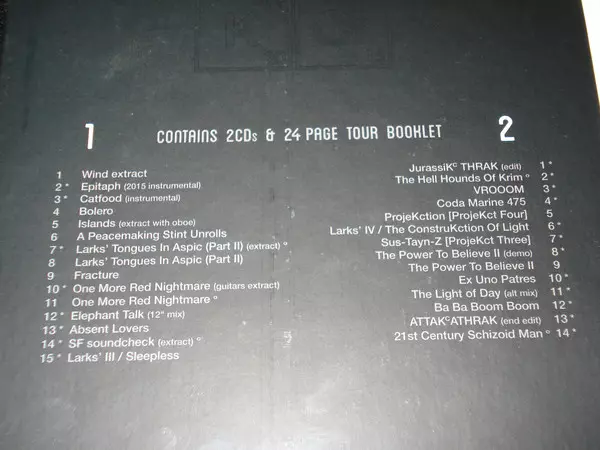 1
CONTAINS 2CDs & 24 PAGE TOUR BOOKLET
2
1 Wind extract
2 * Epitaph (2015 instrumental)
3 * Catfood (instrumental)
4 Bolero
5 Islands (extract with oboe)
6 A Peacemaking Stint Unrolls
7 * Larks' Tongues In Aspic (Part II) (extract) °
8 Larks' Tongues In Aspic (Part II)
9 Fracture
10 * One More Red Nightmare (guitars extract)
11 One More Red Nightmare °
12 * Elephant Talk (12" mix)
13 * Absent Lovers
14 * SF soundcheck (extract) °
15 * Larks' III / Sleepless
JurassiKᶜ THRAK (edit) 1 *
The Hell Hounds Of Krim ° 2 *
VROOOM 3 *
Coda Marine 475 4 *
ProjeKction [ProjeKct Four] 5
Larks' IV / The ConstruKction Of Light 6 *
Sus-Tayn-Z [ProjeKct Three] 7 *
The Power To Believe II (demo) 8 *
The Power To Believe II 9
Ex Uno Patres 10 *
The Light of Day (alt mix) 11 *
Ba Ba Boom Boom 12 *
ATTAKᶜATHRAK (end edit) 13 *
21st Century Schizoid Man ° 14 *